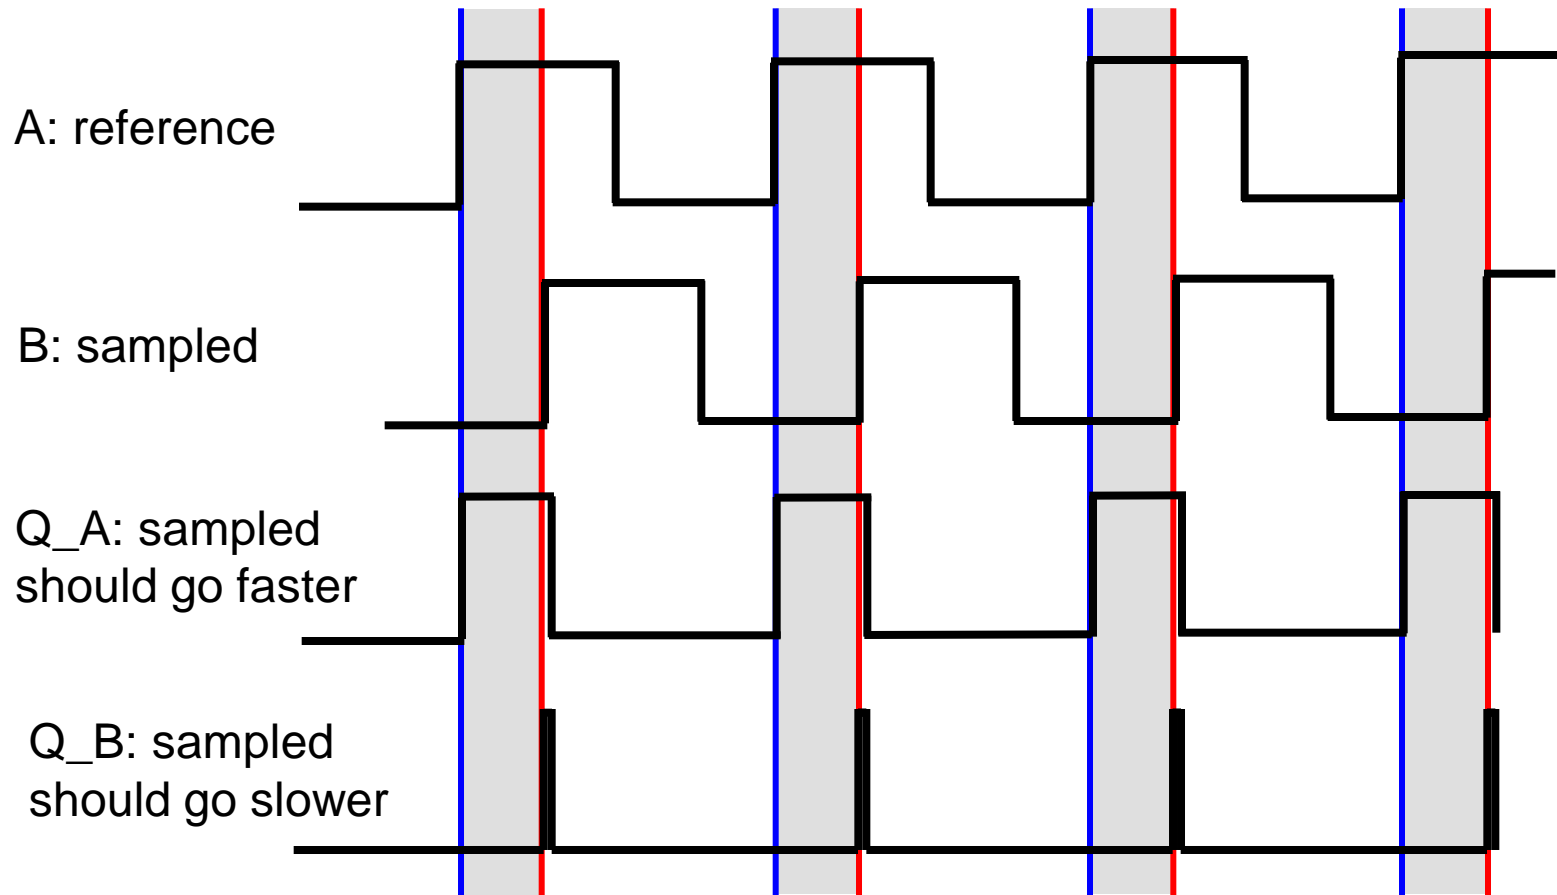 A: reference
B: sampled
Q_A: sampled
should go faster
Q_B: sampled
should go slower